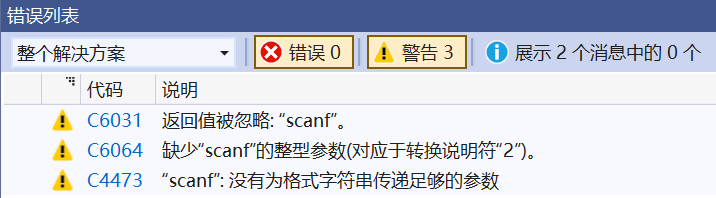 错误列表
整个解决方案 错误 0 警告 3 展示 2 个消息中的 0 个
代码 说明
C6031 返回值被忽略: “scanf”。
C6064 缺少“scanf”的整型参数(对应于转换说明符“2”)。
C4473 “scanf”: 没有为格式字符串传递足够的参数